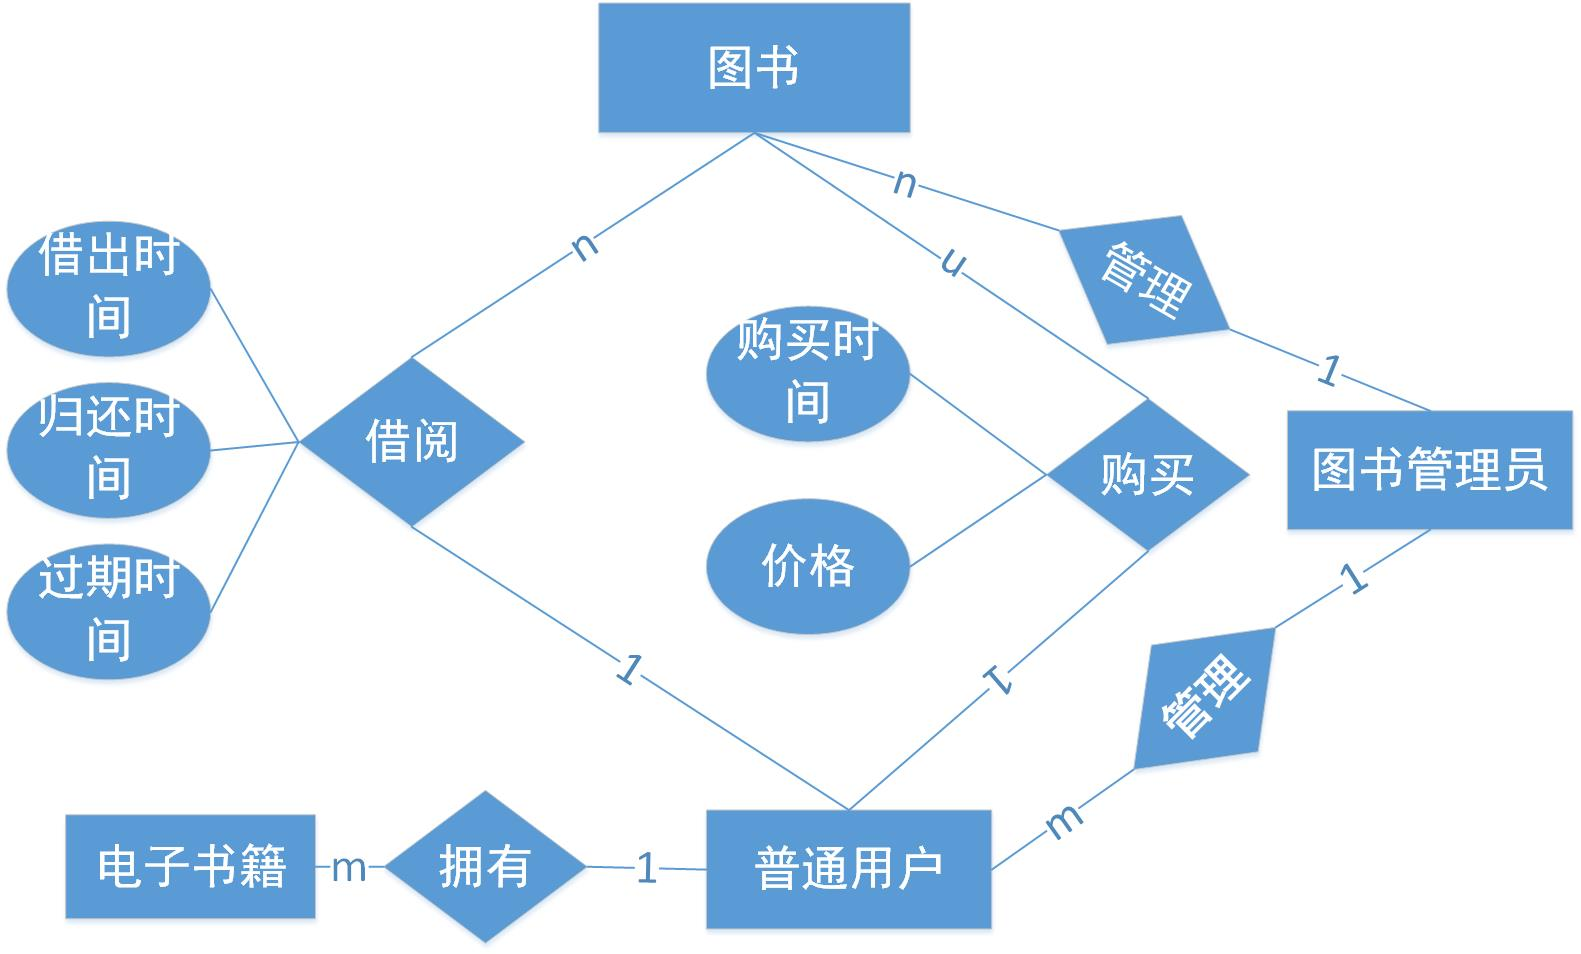 图书
n
n
u
管理
借出时
间
购买时
间
1
归还时
间
借阅
购买
图书管理员
价格
过期时
间
1
1
1
管理
m
电子书籍
m
拥有
1
普通用户